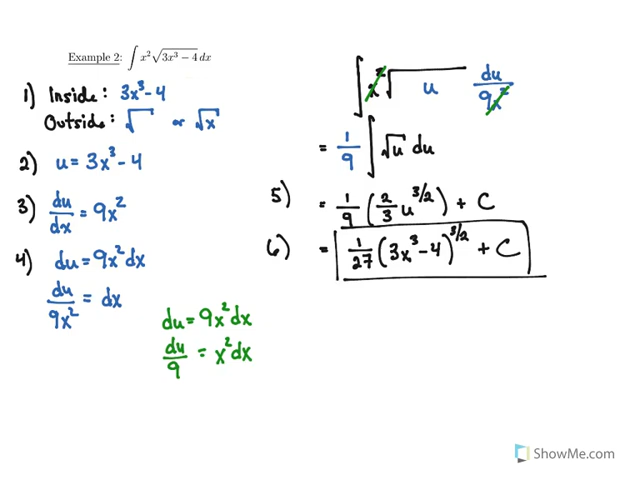 Example 2: ∫ x²√(3x³ − 4) dx
1) Inside: 3x³−4
Outside: √ or √x
2) u = 3x³−4
3) du/dx = 9x²
4) du = 9x² dx
du/9x² = dx
du = 9x² dx
du/9 = x² dx
∫ x² √u du/9x²
= 1/9 ∫ √u du
5) = 1/9 (2/3 u^3/2) + C
6) = 1/27 (3x³−4)^3/2 + C
ShowMe.com